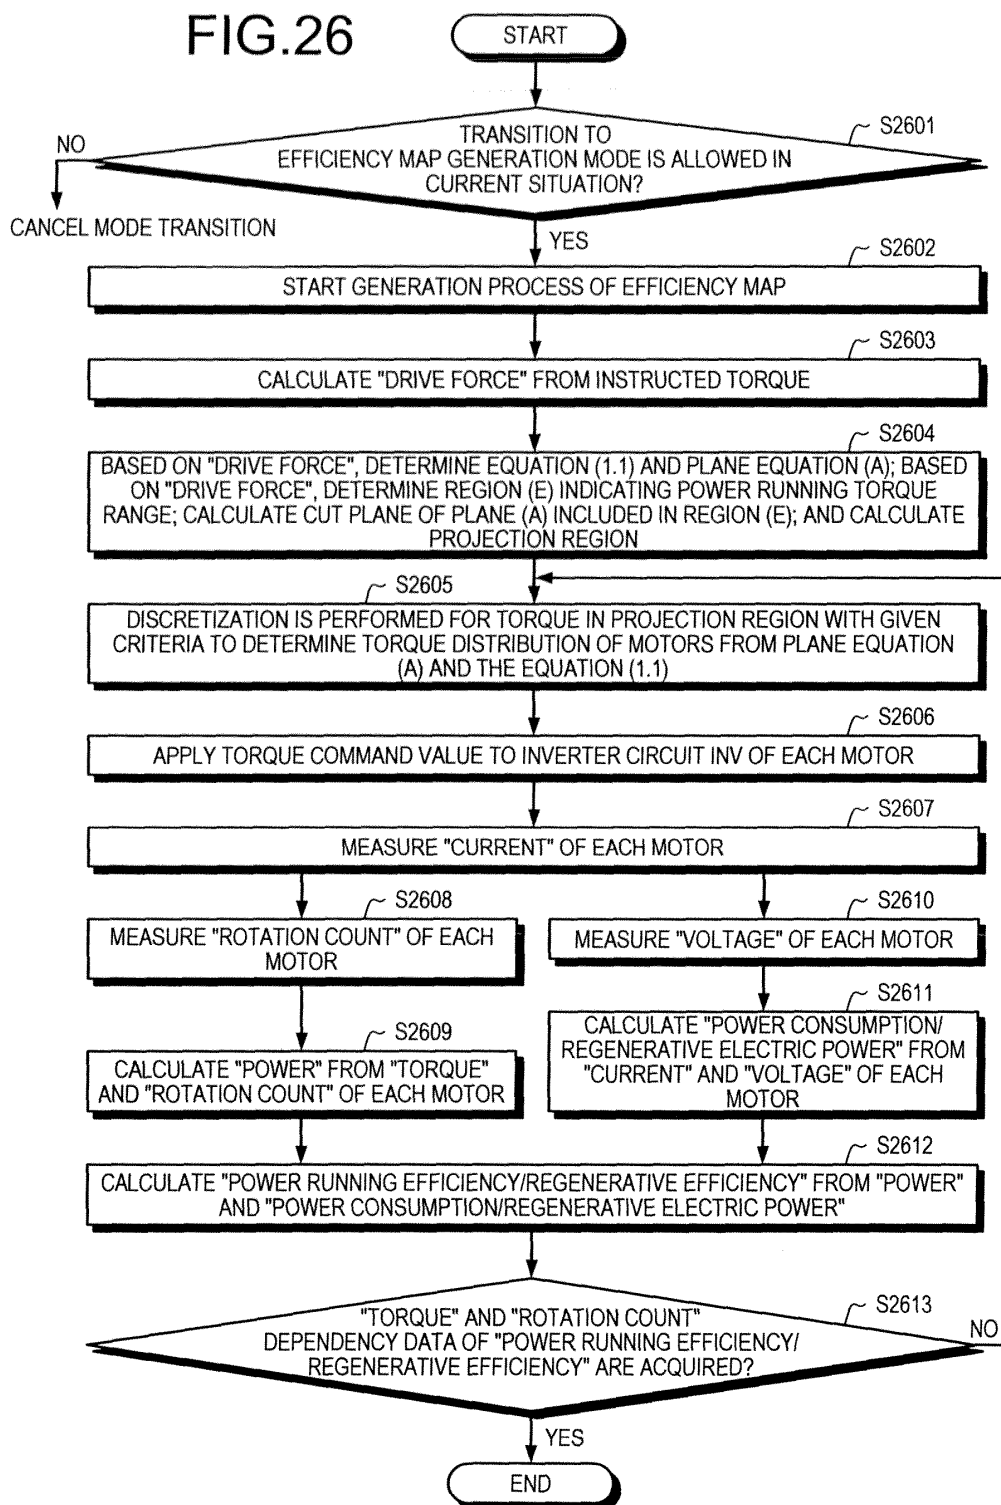 FIG.26
START
S2601
TRANSITION TO
EFFICIENCY MAP GENERATION MODE IS ALLOWED IN
CURRENT SITUATION?
NO
CANCEL MODE TRANSITION
YES
S2602
START GENERATION PROCESS OF EFFICIENCY MAP
S2603
CALCULATE "DRIVE FORCE" FROM INSTRUCTED TORQUE
S2604
BASED ON "DRIVE FORCE", DETERMINE EQUATION (1.1) AND PLANE EQUATION (A); BASED
ON "DRIVE FORCE", DETERMINE REGION (E) INDICATING POWER RUNNING TORQUE
RANGE; CALCULATE CUT PLANE OF PLANE (A) INCLUDED IN REGION (E); AND CALCULATE
PROJECTION REGION
S2605
DISCRETIZATION IS PERFORMED FOR TORQUE IN PROJECTION REGION WITH GIVEN
CRITERIA TO DETERMINE TORQUE DISTRIBUTION OF MOTORS FROM PLANE EQUATION
(A) AND THE EQUATION (1.1)
S2606
APPLY TORQUE COMMAND VALUE TO INVERTER CIRCUIT INV OF EACH MOTOR
S2607
MEASURE "CURRENT" OF EACH MOTOR
S2608
MEASURE "ROTATION COUNT" OF EACH
MOTOR
S2610
MEASURE "VOLTAGE" OF EACH MOTOR
S2609
CALCULATE "POWER" FROM "TORQUE"
AND "ROTATION COUNT" OF EACH MOTOR
S2611
CALCULATE "POWER CONSUMPTION/
REGENERATIVE ELECTRIC POWER" FROM
"CURRENT" AND "VOLTAGE" OF EACH
MOTOR
S2612
CALCULATE "POWER RUNNING EFFICIENCY/REGENERATIVE EFFICIENCY" FROM "POWER"
AND "POWER CONSUMPTION/REGENERATIVE ELECTRIC POWER"
S2613
"TORQUE" AND "ROTATION COUNT"
DEPENDENCY DATA OF "POWER RUNNING EFFICIENCY/
REGENERATIVE EFFICIENCY" ARE ACQUIRED?
NO
YES
END